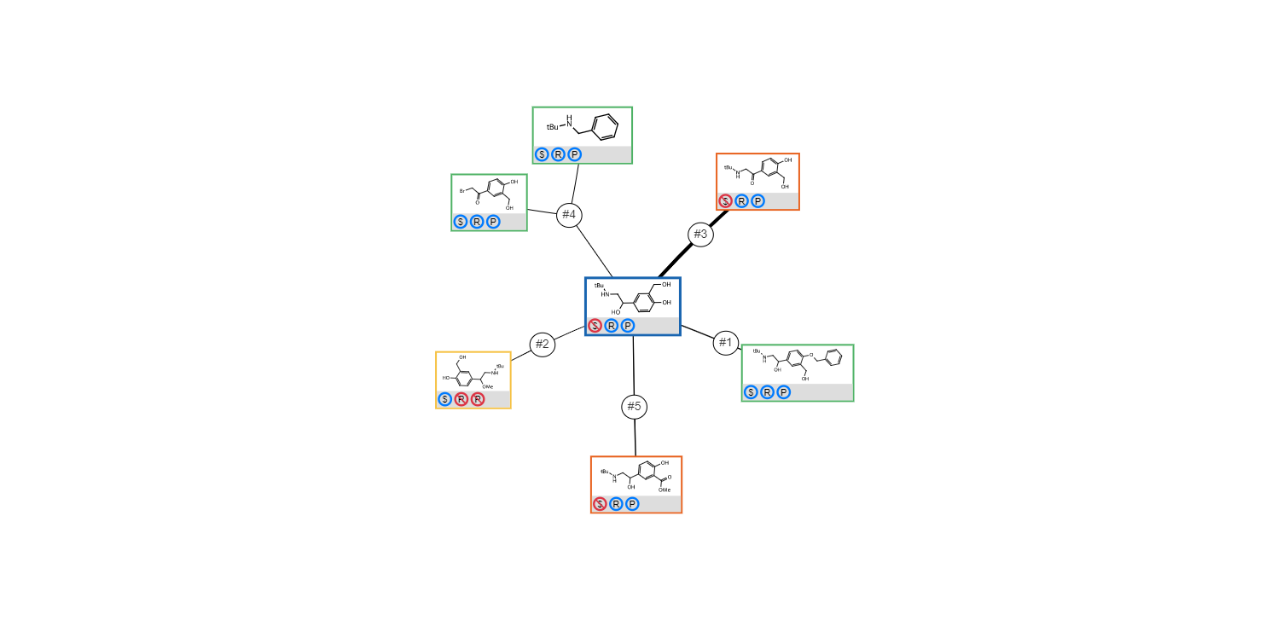 H
N
tBu
$ R P
OH
Br
O
OH
$ R P
#4
OH
tBu
N
H
O
OH
$ R P
#3
tBu
HN
OH
OH
HO
$ R P
#2
#1
OH
HO
NH
tBu
OMe
$ R R
tBu
N
H
OH
O
OH
$ R P
#5
tBu
N
H
OH
OH
O
OMe
$ R P